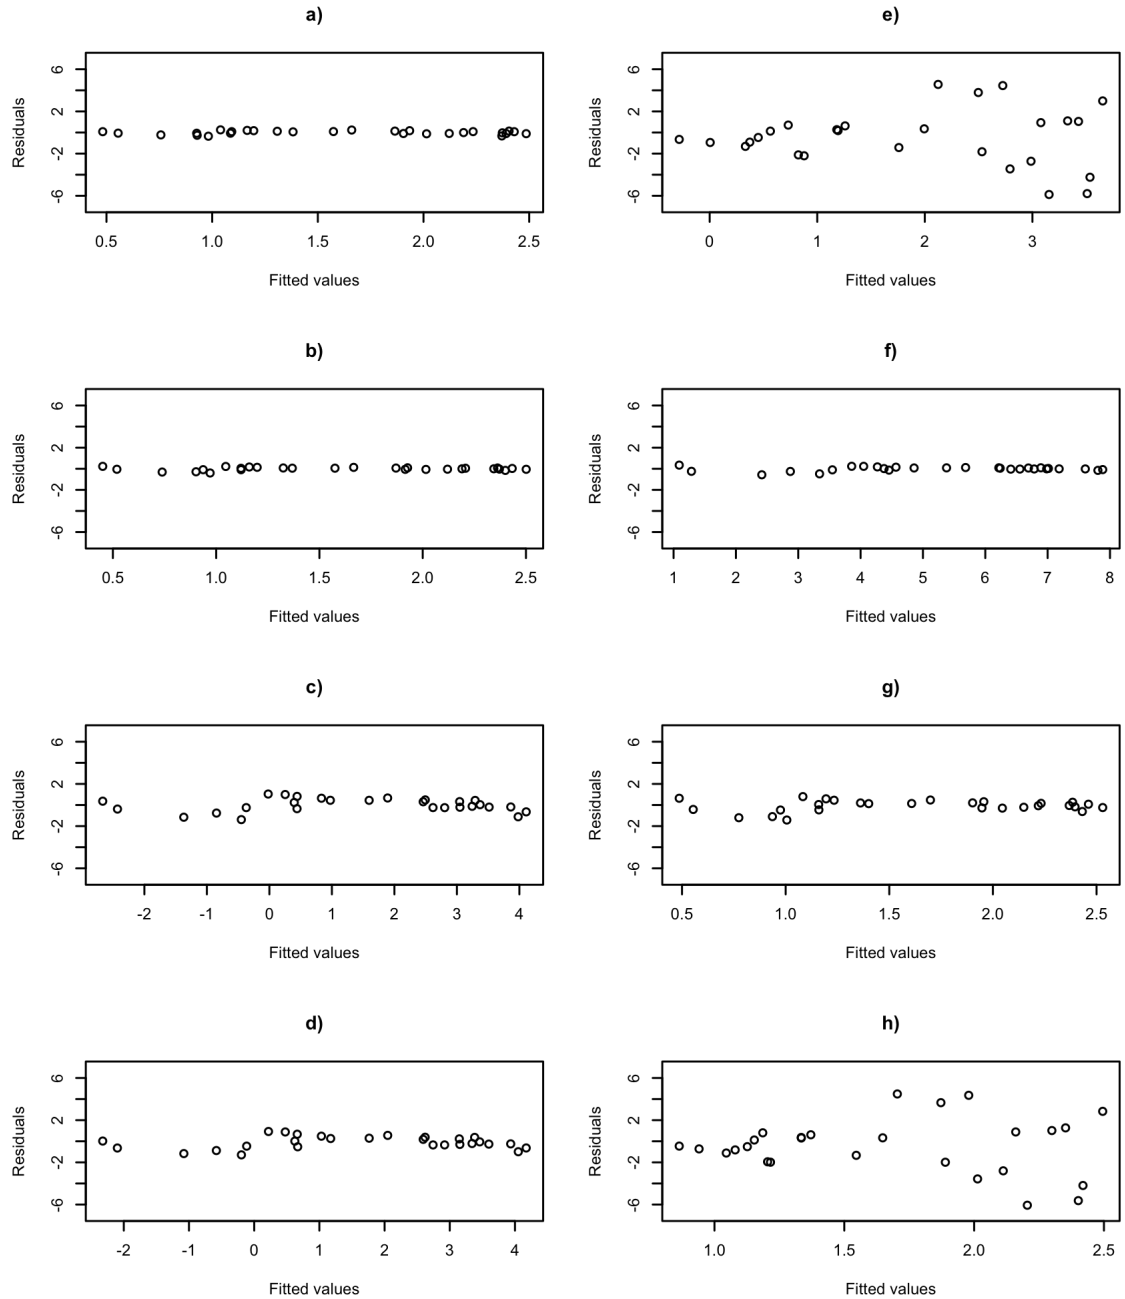 a)
Residuals
-6 -2 2 6
0.5 1.0 1.5 2.0 2.5
Fitted values
e)
Residuals
-6 -2 2 6
0 1 2 3
Fitted values
b)
Residuals
-6 -2 2 6
0.5 1.0 1.5 2.0 2.5
Fitted values
f)
Residuals
-6 -2 2 6
1 2 3 4 5 6 7 8
Fitted values
c)
Residuals
-6 -2 2 6
-2 -1 0 1 2 3 4
Fitted values
g)
Residuals
-6 -2 2 6
0.5 1.0 1.5 2.0 2.5
Fitted values
d)
Residuals
-6 -2 2 6
-2 -1 0 1 2 3 4
Fitted values
h)
Residuals
-6 -2 2 6
1.0 1.5 2.0 2.5
Fitted values